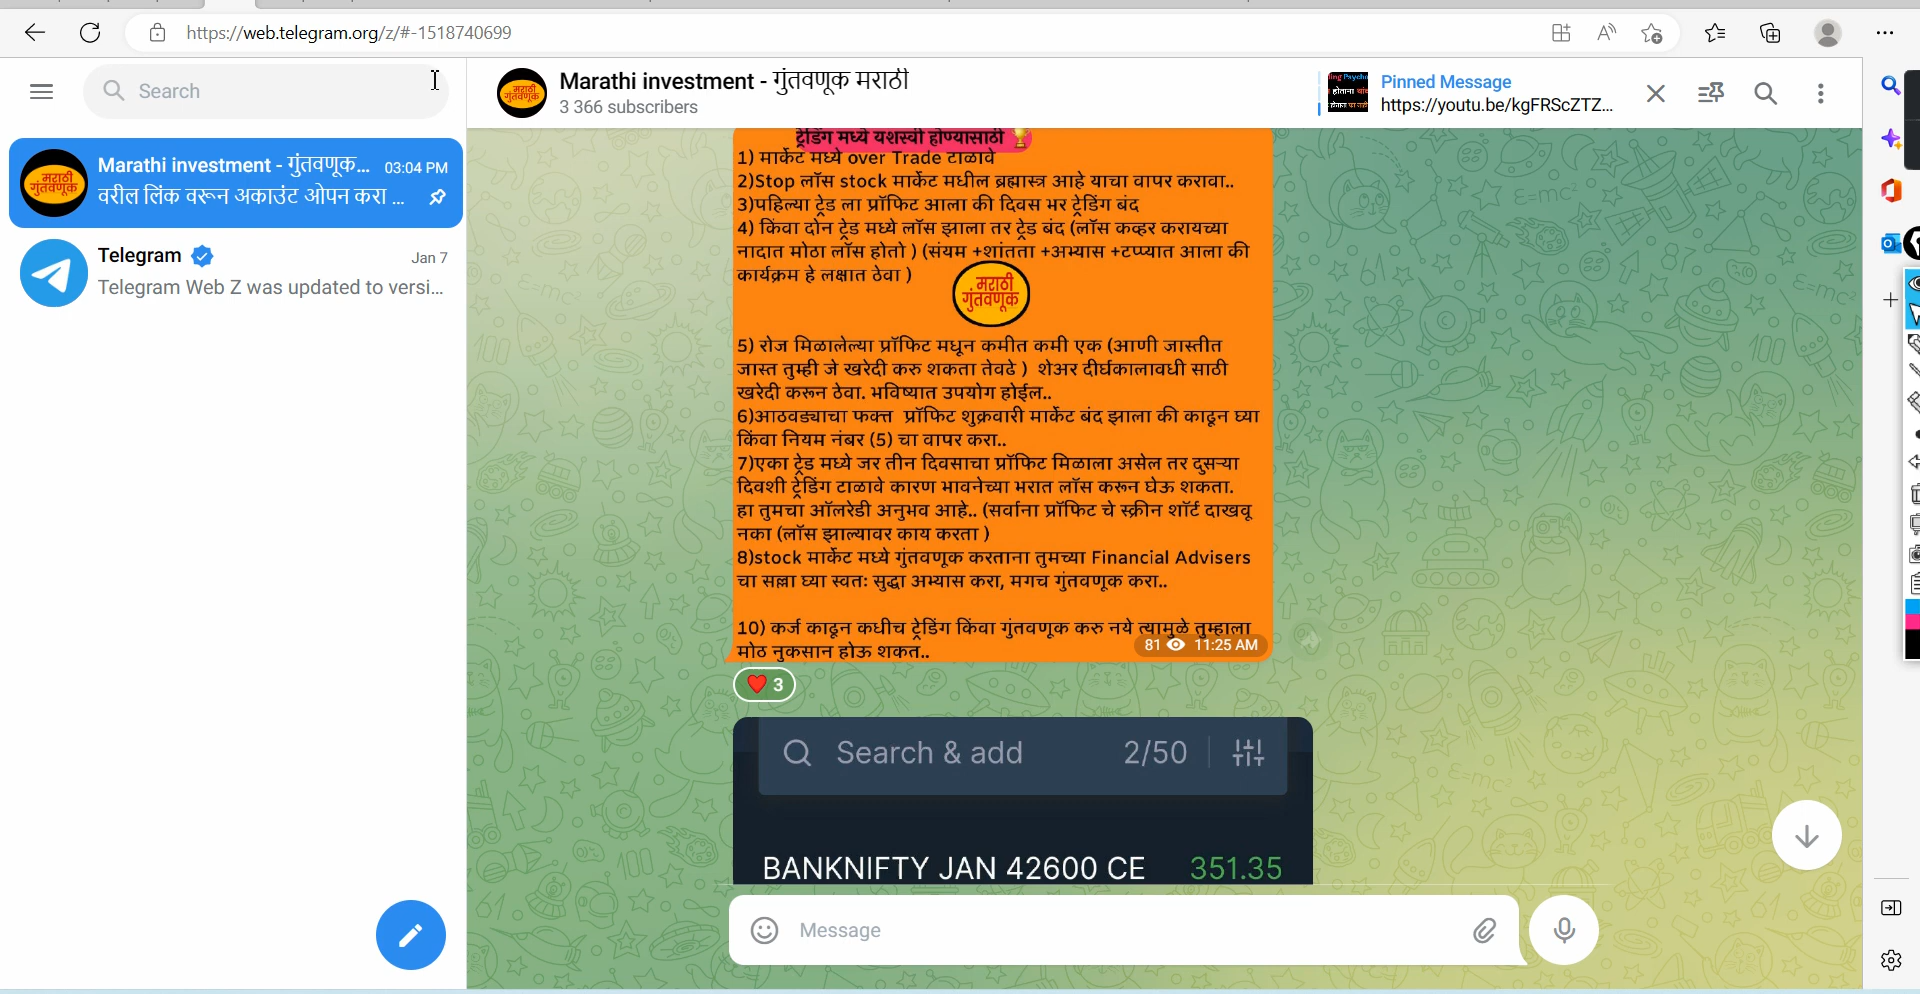 https://web.telegram.org/z/#-1518740699
Search
Marathi investment - गुंतवणूक... 03:04 PM
वरील लिंक वरून अकाउंट ओपन करा ...
Telegram Jan 7
Telegram Web Z was updated to versi...
मराठी
गुंतवणूक
Marathi investment - गुंतवणूक मराठी
3 366 subscribers
Pinned Message
https://youtu.be/kgFRScZTZ...
ट्रेडिंग मध्ये यशस्वी होण्यासाठी 🏆
1) मार्केट मध्ये over Trade टाळावे
2)Stop लॉस stock मार्केट मधील ब्रह्मास्त्र आहे याचा वापर करावा..
3)पहिल्या ट्रेड ला प्रॉफिट आला की दिवस भर ट्रेडिंग बंद
4) किंवा दोन ट्रेड मध्ये लॉस झाला तर ट्रेड बंद (लॉस कव्हर करायच्या
नादात मोठा लॉस होतो ) (संयम +शांतता +अभ्यास +टप्प्यात आला की
कार्यक्रम हे लक्षात ठेवा )
मराठी
गुंतवणूक
5) रोज मिळालेल्या प्रॉफिट मधून कमीत कमी एक (आणी जास्तीत
जास्त तुम्ही जे खरेदी करु शकता तेवढे ) शेअर दीर्घकालावधी साठी
खरेदी करून ठेवा. भविष्यात उपयोग होईल..
6)आठवड्याचा फक्त प्रॉफिट शुक्रवारी मार्केट बंद झाला की काढून घ्या
किंवा नियम नंबर (5) चा वापर करा..
7)एका ट्रेड मध्ये जर तीन दिवसाचा प्रॉफिट मिळाला असेल तर दुसऱ्या
दिवशी ट्रेडिंग टाळावे कारण भावनेच्या भरात लॉस करून घेऊ शकता.
हा तुमचा ऑलरेडी अनुभव आहे.. (सर्वाना प्रॉफिट चे स्क्रीन शॉर्ट दाखवू
नका (लॉस झाल्यावर काय करता )
8)stock मार्केट मध्ये गुंतवणूक करताना तुमच्या Financial Advisers
चा सल्ला घ्या स्वतः सुद्धा अभ्यास करा, मगच गुंतवणूक करा..
10) कर्ज काढून कधीच ट्रेडिंग किंवा गुंतवणूक करु नये त्यामुळे तुम्हाला
मोठ नुकसान होऊ शकत..
81 11:25 AM
❤️ 3
Search & add 2/50
BANKNIFTY JAN 42600 CE 351.35
Message